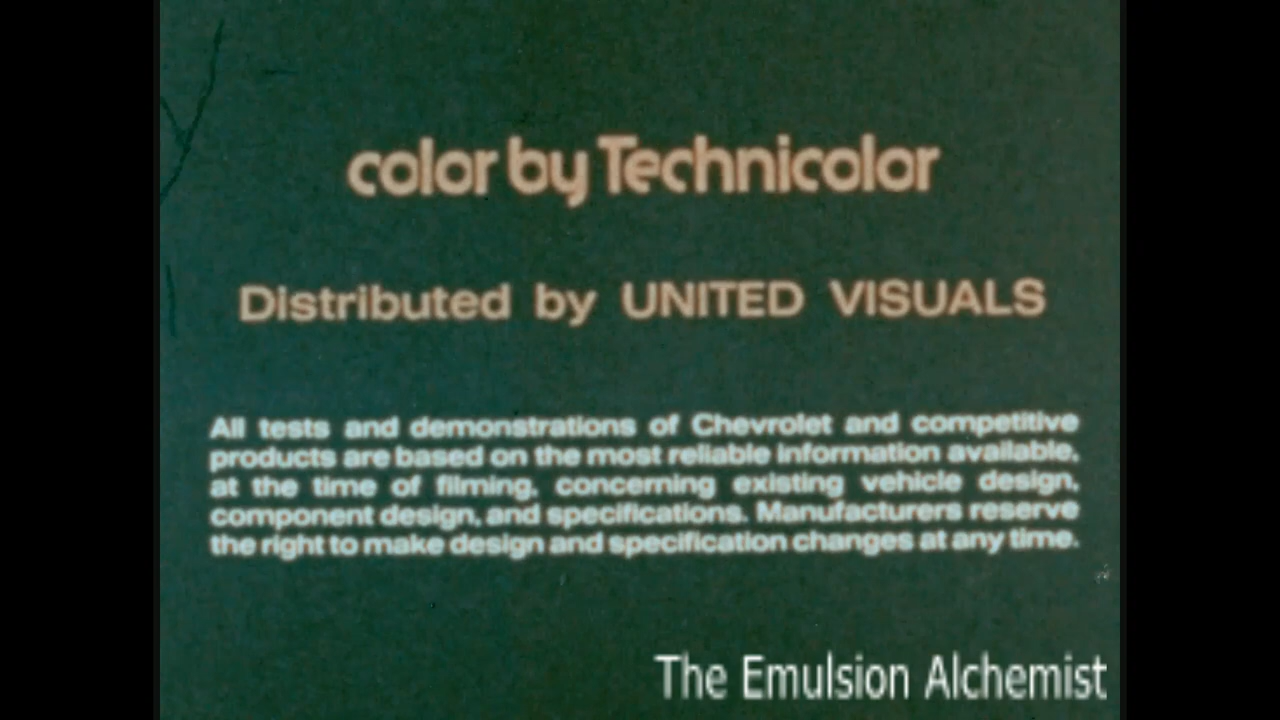 color by Technicolor
Distributed by UNITED VISUALS
All tests and demonstrations of Chevrolet and competitive
products are based on the most reliable information available,
at the time of filming, concerning existing vehicle design,
component design, and specifications. Manufacturers reserve
the right to make design and specification changes at any time.
The Emulsion Alchemist